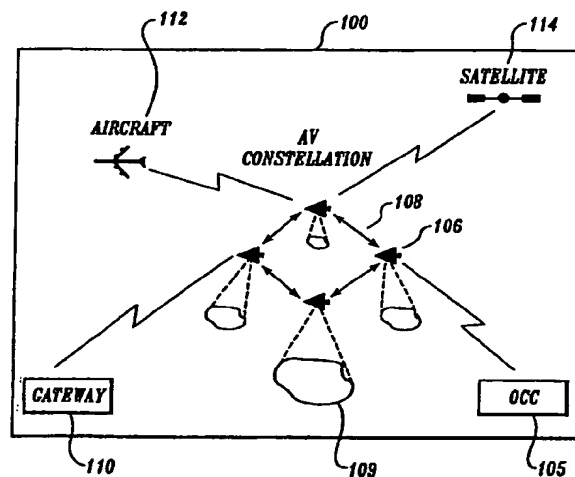 112
100
114
SATELLITE
AIRCRAFT
AV
CONSTELLATION
108
106
GATEWAY
OCC
110
109
105